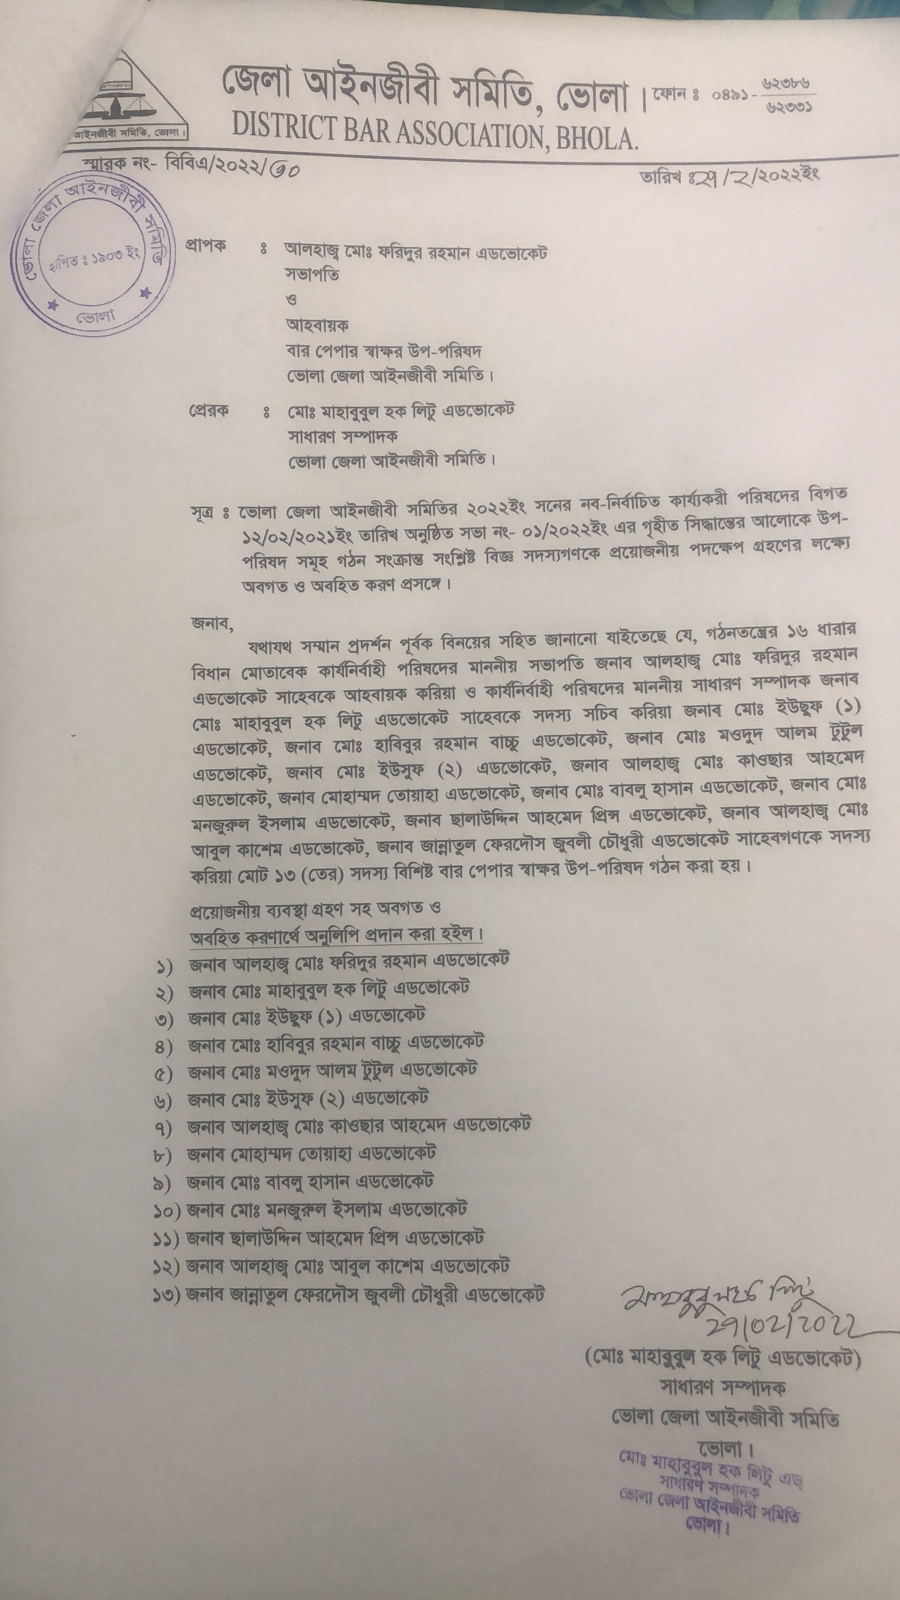 জেলা আইনজীবী সমিতি, ভোলা। ফোন ঃ ০৪৯১-৬২৩৮৬
৬২৩৩১
DISTRICT BAR ASSOCIATION, BHOLA.
আইনজীবী সমিতি, ভোলা।
স্মারক নং- বিবিএ/২০২২/
তারিখ ঃ ২৭/২/২০২২ইং
ভোলা জেলা আইনজীবী সমিতি
স্থাপিত ঃ ১৯০৩ ইং
ভোলা
প্রাপক ঃ আলহাজ্ব মোঃ ফরিদুর রহমান এডভোকেট
সভাপতি
ও
আহবায়ক
বার পেপার স্বাক্ষর উপ-পরিষদ
ভোলা জেলা আইনজীবী সমিতি।
প্রেরক ঃ মোঃ মাহাবুবুল হক লিটু এডভোকেট
সাধারণ সম্পাদক
ভোলা জেলা আইনজীবী সমিতি।
সূত্র ঃ ভোলা জেলা আইনজীবী সমিতির ২০২২ইং সনের নব-নির্বাচিত কার্য্যকরী পরিষদের বিগত
১২/০২/২০২১ইং তারিখ অনুষ্ঠিত সভা নং- ০১/২০২২ইং এর গৃহীত সিদ্ধান্তের আলোকে উপ-
পরিষদ সমূহ গঠন সংক্রান্ত সংশ্লিষ্ট বিজ্ঞ সদস্যগণকে প্রয়োজনীয় পদক্ষেপ গ্রহণের লক্ষ্যে
অবগত ও অবহিত করণ প্রসঙ্গে।
জনাব,
যথাযথ সম্মান প্রদর্শন পূর্বক বিনয়ের সহিত জানানো যাইতেছে যে, গঠনতন্ত্রের ১৬ ধারার
বিধান মোতাবেক কার্যনির্বাহী পরিষদের মাননীয় সভাপতি জনাব আলহাজ্ব মোঃ ফরিদুর রহমান
এডভোকেট সাহেবকে আহবায়ক করিয়া ও কার্যনির্বাহী পরিষদের মাননীয় সাধারণ সম্পাদক জনাব
মোঃ মাহাবুবুল হক লিটু এডভোকেট সাহেবকে সদস্য সচিব করিয়া জনাব মোঃ ইউছুফ (১)
এডভোকেট, জনাব মোঃ হাবিবুর রহমান বাচ্চু এডভোকেট, জনাব মোঃ মওদুদ আলম টুটুল
এডভোকেট, জনাব মোঃ ইউসুফ (২) এডভোকেট, জনাব আলহাজ্ব মোঃ কাওছার আহমেদ
এডভোকেট, জনাব মোহাম্মদ তোয়াহা এডভোকেট, জনাব মোঃ বাবলু হাসান এডভোকেট, জনাব মোঃ
মনজুরুল ইসলাম এডভোকেট, জনাব ছালাউদ্দিন আহমেদ প্রিন্স এডভোকেট, জনাব আলহাজ্ব মোঃ
আবুল কাশেম এডভোকেট, জনাব জান্নাতুল ফেরদৌস জুবলী চৌধুরী এডভোকেট সাহেবগণকে সদস্য
করিয়া মোট ১৩ (তের) সদস্য বিশিষ্ট বার পেপার স্বাক্ষর উপ-পরিষদ গঠন করা হয়।
প্রয়োজনীয় ব্যবস্থা গ্রহণ সহ অবগত ও
অবহিত করণার্থে অনুলিপি প্রদান করা হইল।
১) জনাব আলহাজ্ব মোঃ ফরিদুর রহমান এডভোকেট
২) জনাব মোঃ মাহাবুবুল হক লিটু এডভোকেট
৩) জনাব মোঃ ইউছুফ (১) এডভোকেট
৪) জনাব মোঃ হাবিবুর রহমান বাচ্চু এডভোকেট
৫) জনাব মোঃ মওদুদ আলম টুটুল এডভোকেট
৬) জনাব মোঃ ইউসুফ (২) এডভোকেট
৭) জনাব আলহাজ্ব মোঃ কাওছার আহমেদ এডভোকেট
৮) জনাব মোহাম্মদ তোয়াহা এডভোকেট
৯) জনাব মোঃ বাবলু হাসান এডভোকেট
১০) জনাব মোঃ মনজুরুল ইসলাম এডভোকেট
১১) জনাব ছালাউদ্দিন আহমেদ প্রিন্স এডভোকেট
১২) জনাব আলহাজ্ব মোঃ আবুল কাশেম এডভোকেট
১৩) জনাব জান্নাতুল ফেরদৌস জুবলী চৌধুরী এডভোকেট
(মোঃ মাহাবুবুল হক লিটু এডভোকেট)
সাধারণ সম্পাদক
ভোলা জেলা আইনজীবী সমিতি
ভোলা।
মোঃ মাহাবুবুল হক লিটু এড
সাধারণ সম্পাদক
ভোলা জেলা আইনজীবী সমিতি
ভোলা।